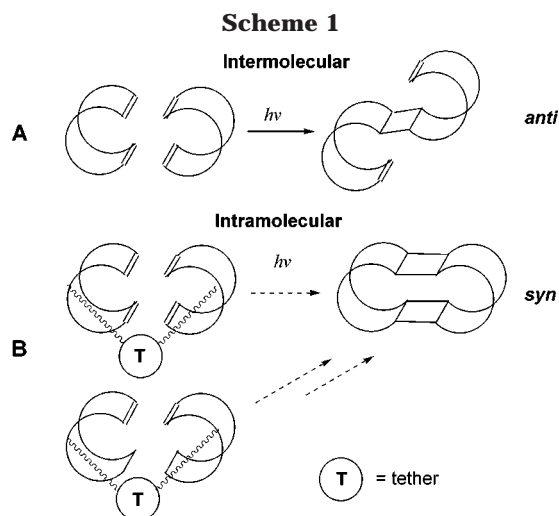 Scheme 1
Intermolecular
A
hν
anti
Intramolecular
hν
syn
T
B
T
T = tether